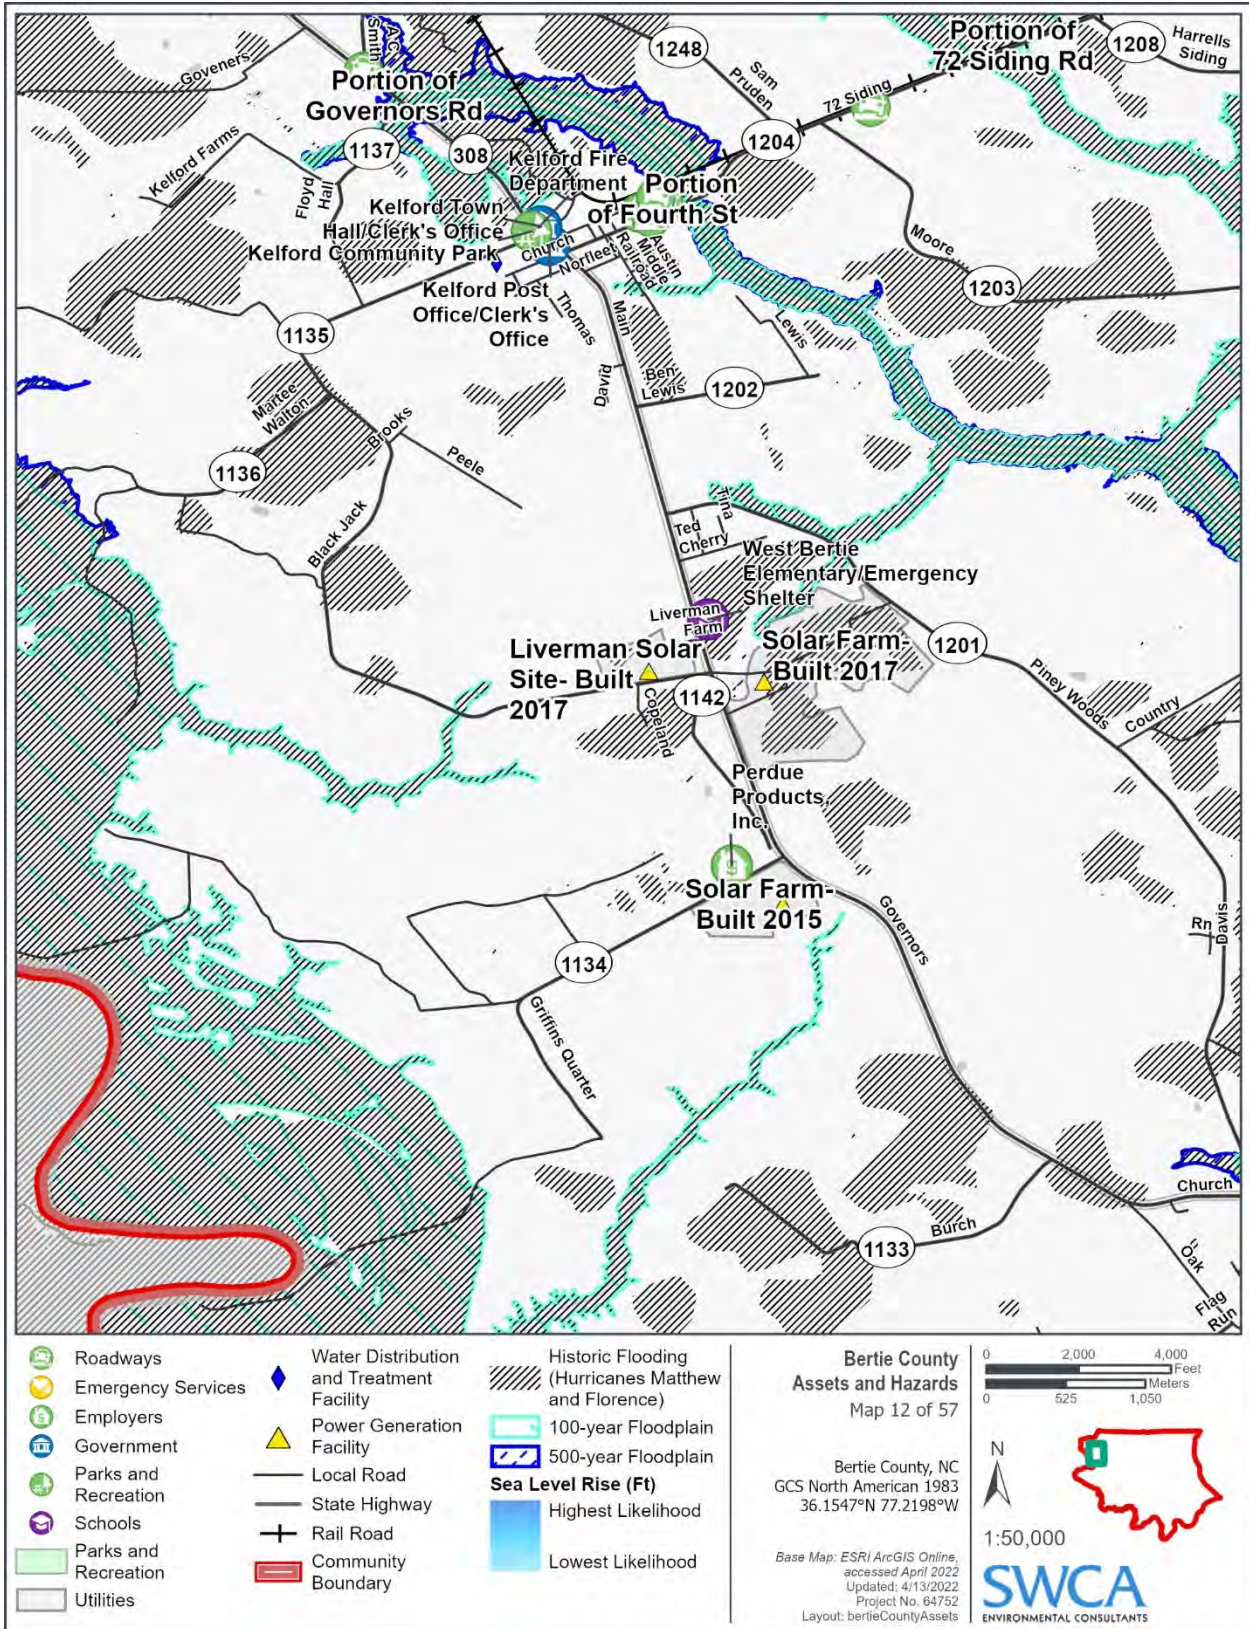 Goveners
Smith
A.C.
1248
Sam
Pruden
Portion of
72 Siding Rd
1208
Harrells
Siding
Portion of
Governors Rd
72 Siding
1204
Kelford Farms
1137
308
Floyd
Hall
Kelford Fire
Department
Portion
of Fourth St
Kelford Town
Hall/Clerk's Office
Kelford Community Park
Church
Norfleet
Railroad
Middle
Austin
Moore
1203
Kelford Post
Office/Clerk's
Office
Thomas
Main
Lewis
1135
David
Ben
Lewis
1202
Martee
Walton
Brooks
Peele
1136
Black Jack
Tina
Ted
Cherry
West Bertie
Elementary/Emergency
Shelter
Liverman
Farm
1201
Liverman Solar
Site- Built
2017
Solar Farm-
Built 2017
1142
Copeland
Piney Woods
Country
Perdue
Products,
Inc.
Solar Farm-
Built 2015
Governors
Rn
Davis
1134
Griffins Quarter
Church
Burch
1133
Oak
Flag
Run
Roadways
Emergency Services
Employers
Government
Parks and
Recreation
Schools
Parks and
Recreation
Utilities
Water Distribution
and Treatment
Facility
Power Generation
Facility
Local Road
State Highway
Rail Road
Community
Boundary
Historic Flooding
(Hurricanes Matthew
and Florence)
100-year Floodplain
500-year Floodplain
Sea Level Rise (Ft)
Highest Likelihood
Lowest Likelihood
Bertie County
Assets and Hazards
Map 12 of 57
Bertie County, NC
GCS North American 1983
36.1547°N 77.2198°W
Base Map: ESRI ArcGIS Online,
accessed April 2022
Updated: 4/13/2022
Project No. 64752
Layout: bertieCountyAssets
0 2,000 4,000
Feet
Meters
0 525 1,050
N
1:50,000
SWCA
ENVIRONMENTAL CONSULTANTS